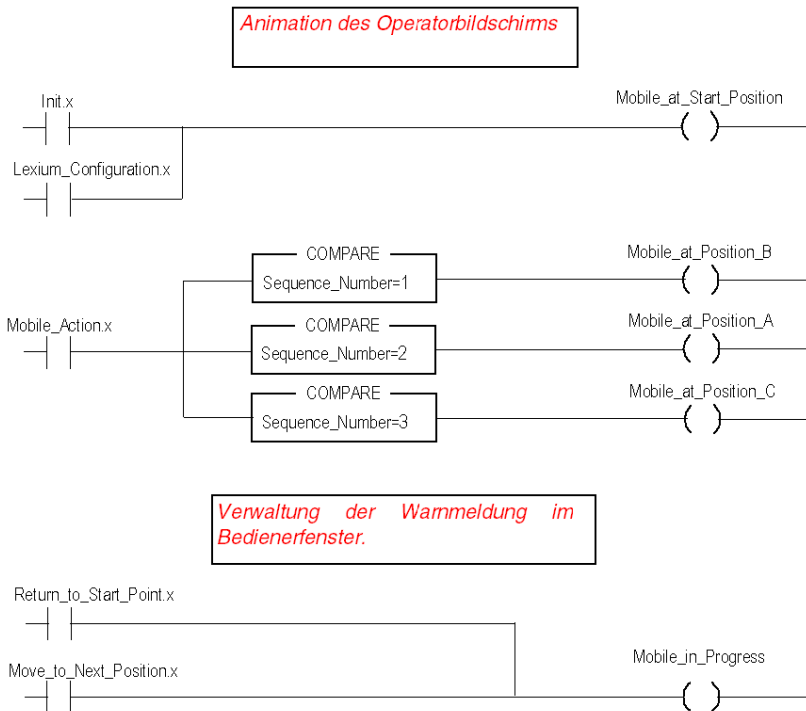 Animation des Operatorbildschirms
Init.x
Mobile_at_Start_Position
Lexium_Configuration.x
COMPARE
Mobile_at_Position_B
Sequence_Number=1
Mobile_Action.x
COMPARE
Mobile_at_Position_A
Sequence_Number=2
COMPARE
Mobile_at_Position_C
Sequence_Number=3
Verwaltung der Warnmeldung im
Bedienerfenster.
Return_to_Start_Point.x
Move_to_Next_Position.x
Mobile_in_Progress